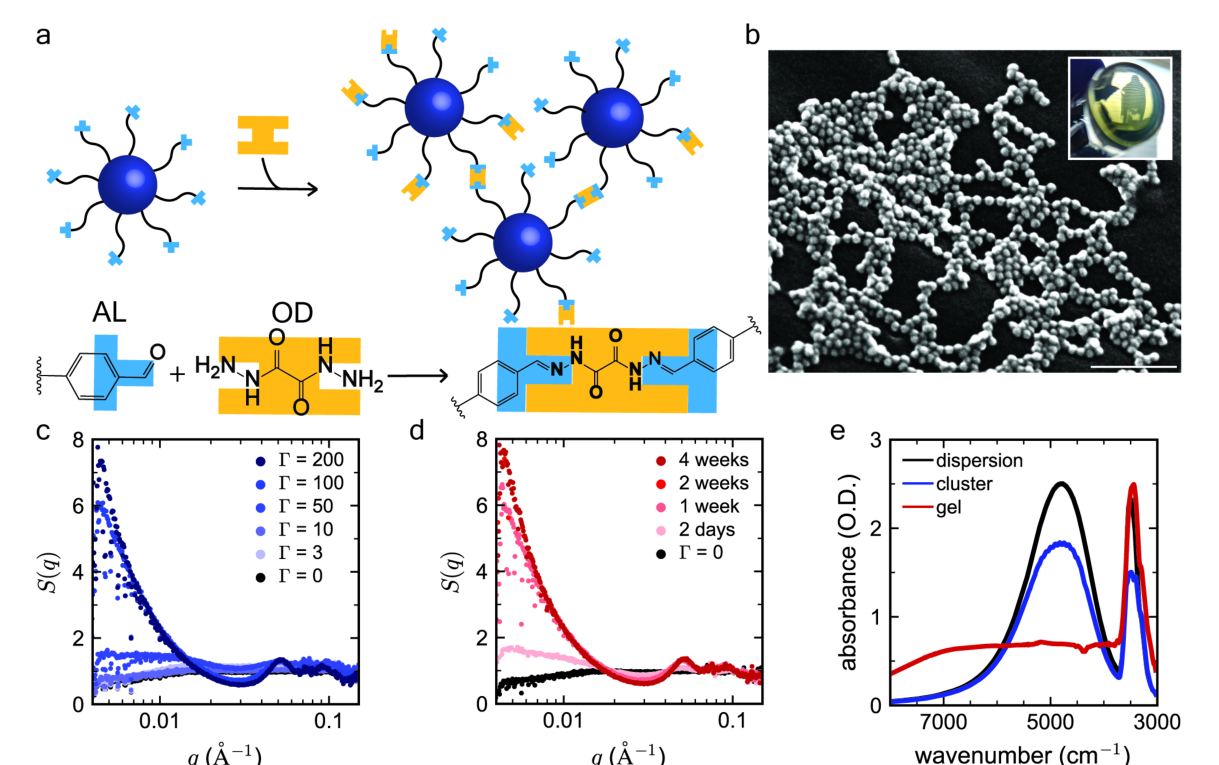 a
b
AL
OD
O
+
H₂N
N
H
O
O
H
N
NH₂
N
H
N
O
O
N
H
N
c
8
6
4
2
0
S(q)
0.01
0.1
q (Å⁻¹)
Γ = 200
Γ = 100
Γ = 50
Γ = 10
Γ = 3
Γ = 0
d
8
6
4
2
0
S(q)
0.01
0.1
q (Å⁻¹)
4 weeks
2 weeks
1 week
2 days
Γ = 0
e
3
2
1
0
absorbance (O.D.)
7000
5000
3000
wavenumber (cm⁻¹)
dispersion
cluster
gel